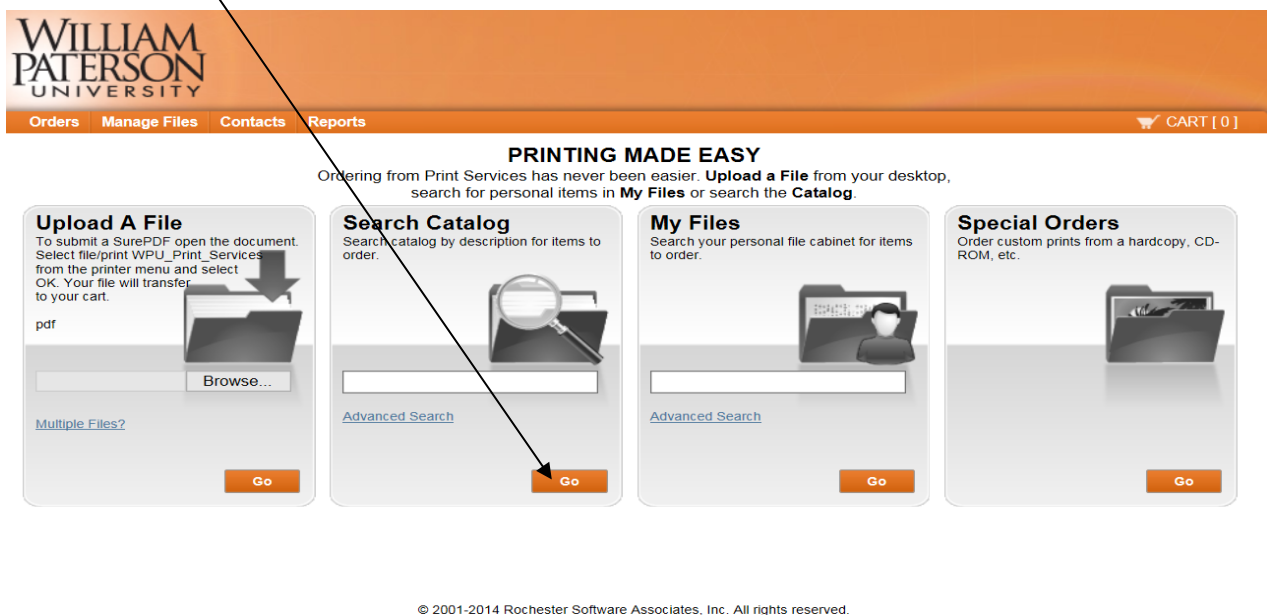 WILLIAM
PATERSON
UNIVERSITY
Orders Manage Files Contacts Reports CART [ 0 ]
PRINTING MADE EASY
Ordering from Print Services has never been easier. Upload a File from your desktop,
search for personal items in My Files or search the Catalog.
Upload A File
To submit a SurePDF open the document.
Select file/print WPU_Print_Services
from the printer menu and select
OK. Your file will transfer
to your cart.
pdf
Browse...
Multiple Files?
Go
Search Catalog
Search catalog by description for items to
order.
Advanced Search
Go
My Files
Search your personal file cabinet for items
to order.
Advanced Search
Go
Special Orders
Order custom prints from a hardcopy, CD-
ROM, etc.
Go
© 2001-2014 Rochester Software Associates, Inc. All rights reserved.